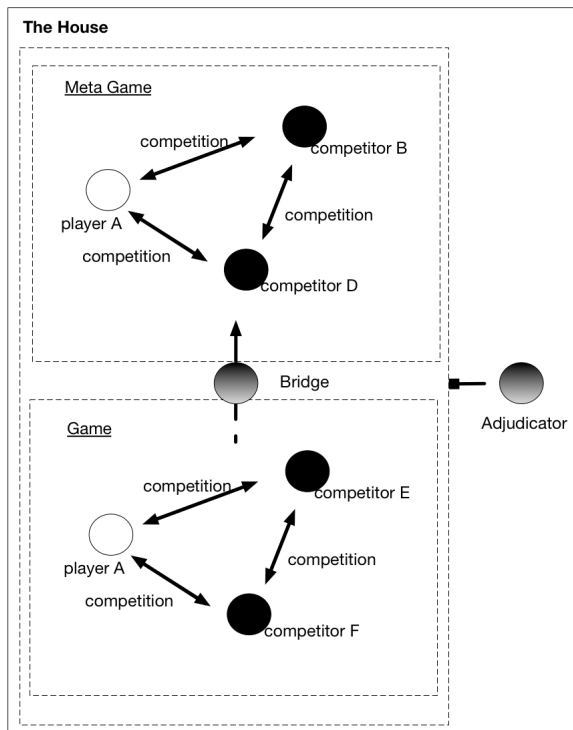 The House
Meta Game
competition
competitor B
player A
competition
competition
competitor D
Bridge
Adjudicator
Game
competition
competitor E
player A
competition
competition
competitor F